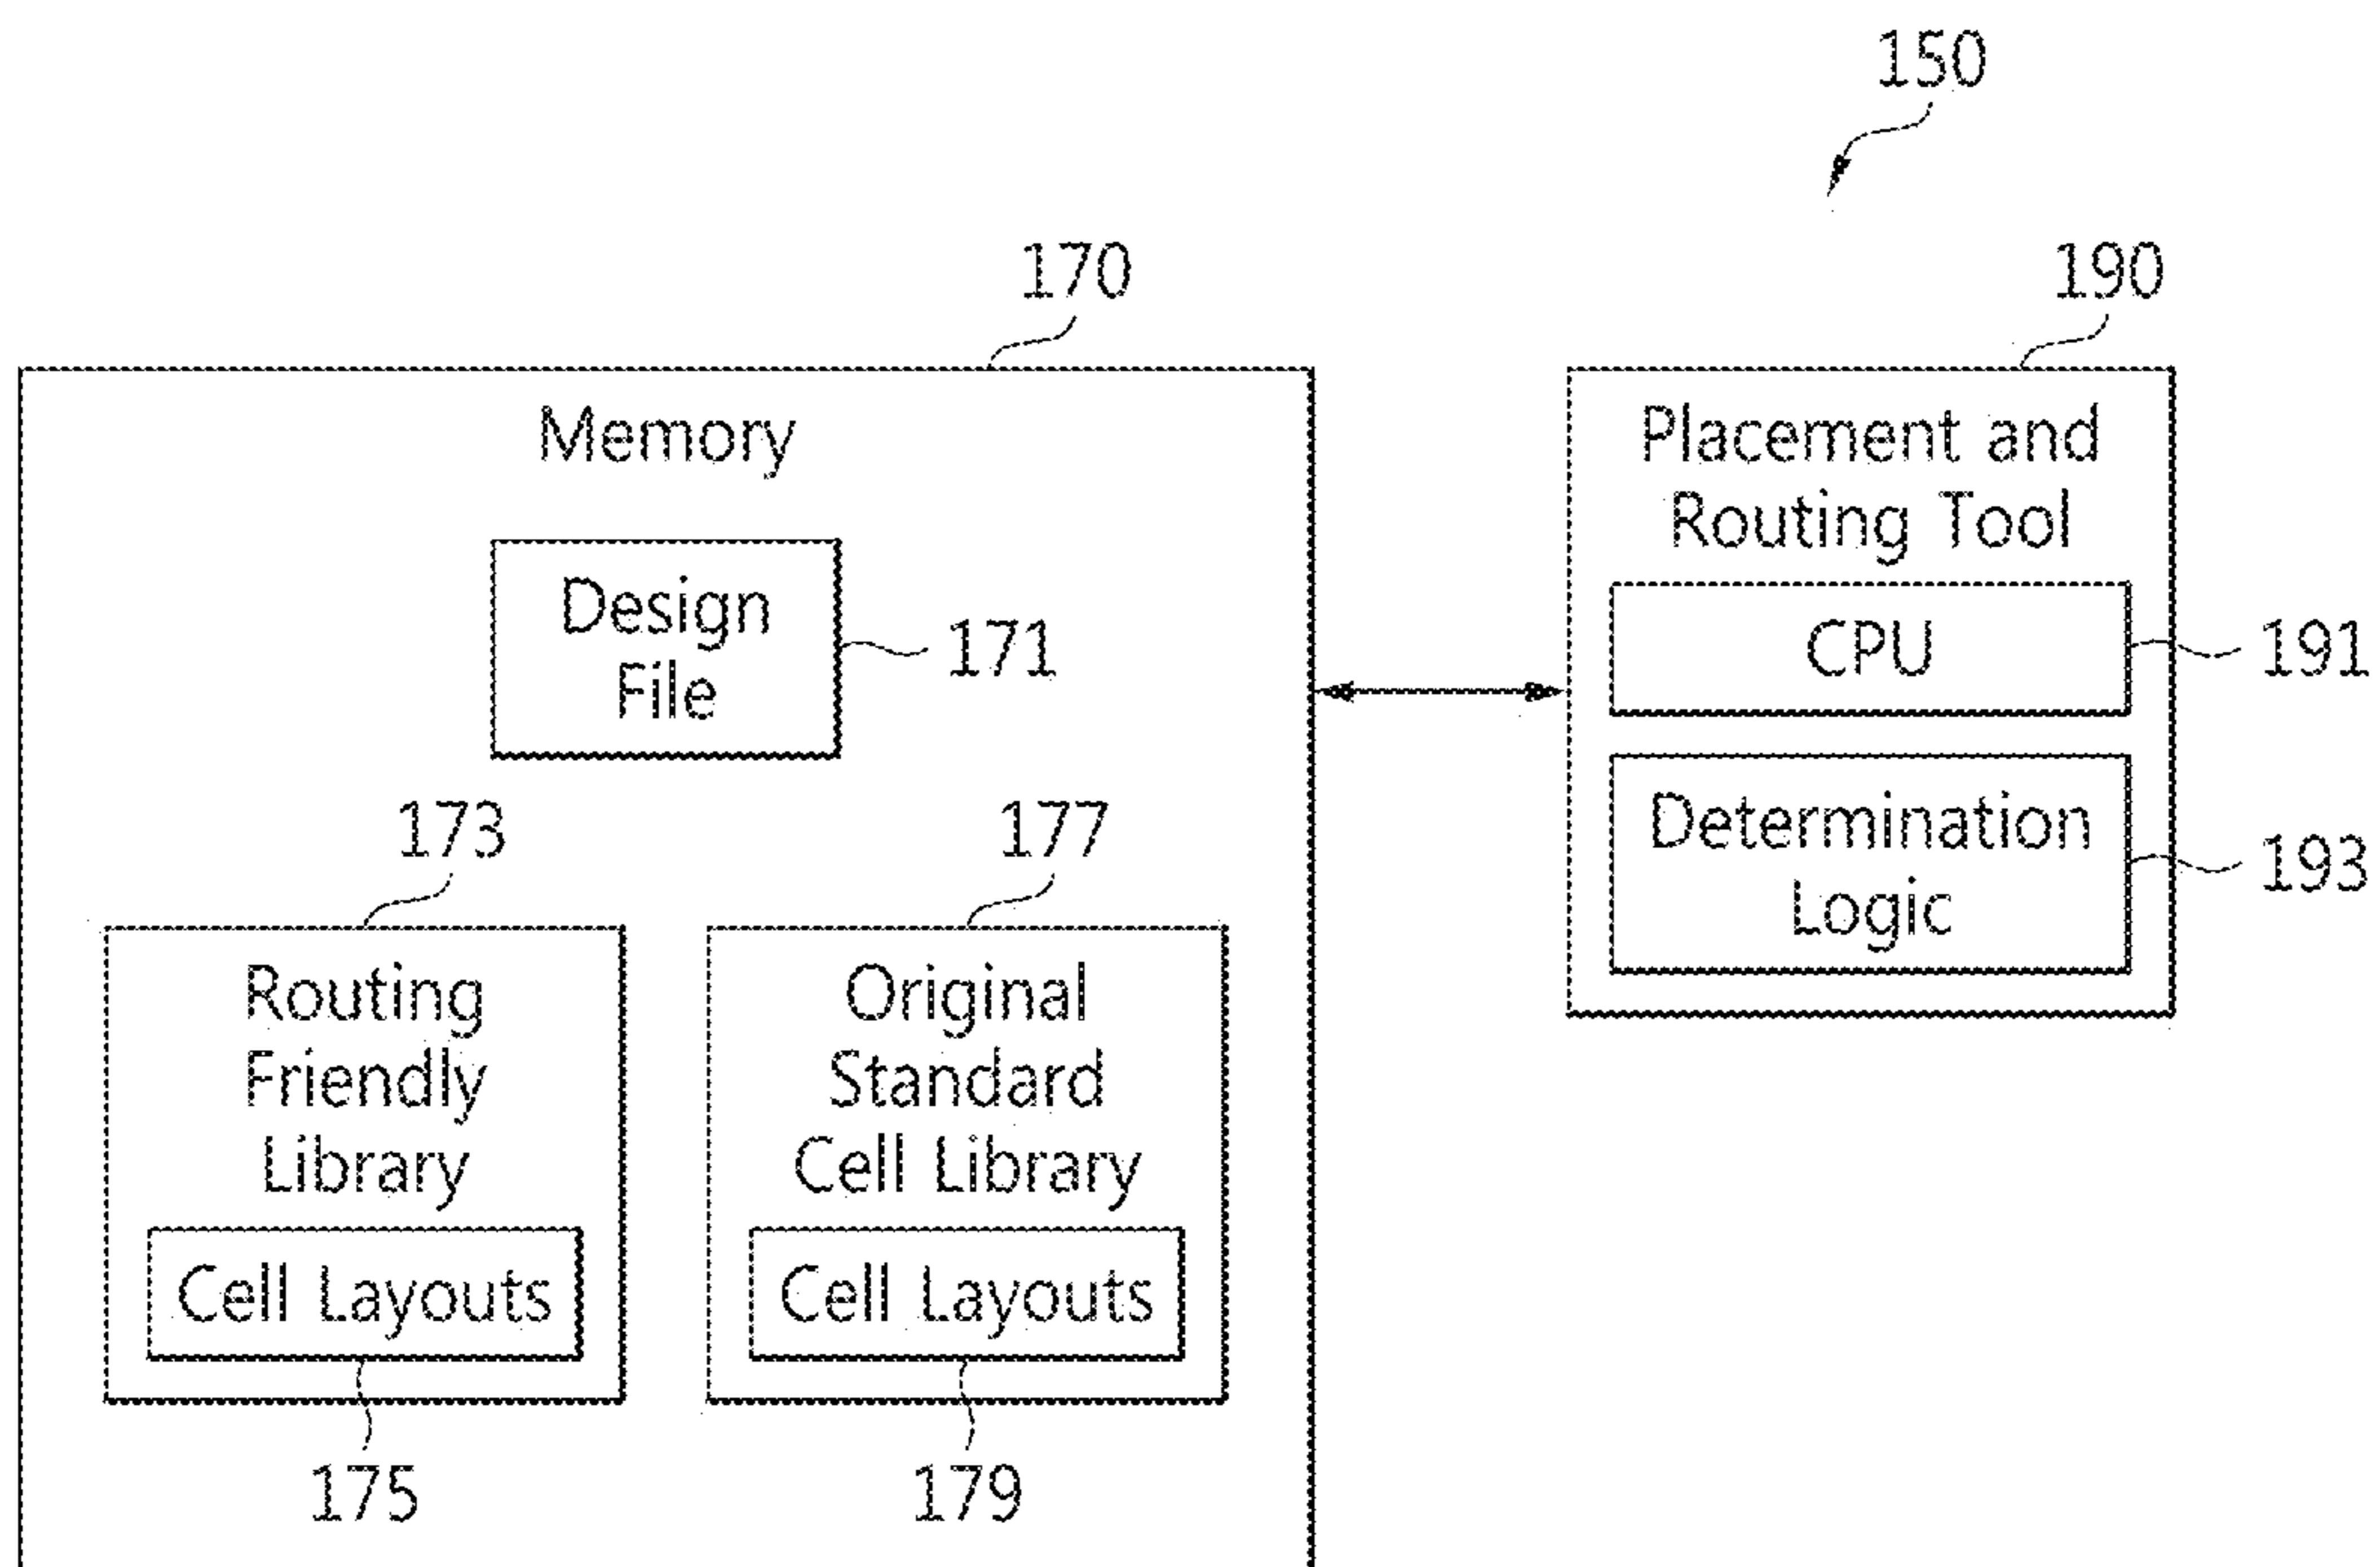 150
170
190
Memory
Placement and
Routing Tool
Design
File
171
CPU
191
173
177
Determination
Logic
193
Routing
Friendly
Library
Original
Standard
Cell Library
Cell Layouts
Cell Layouts
175
179